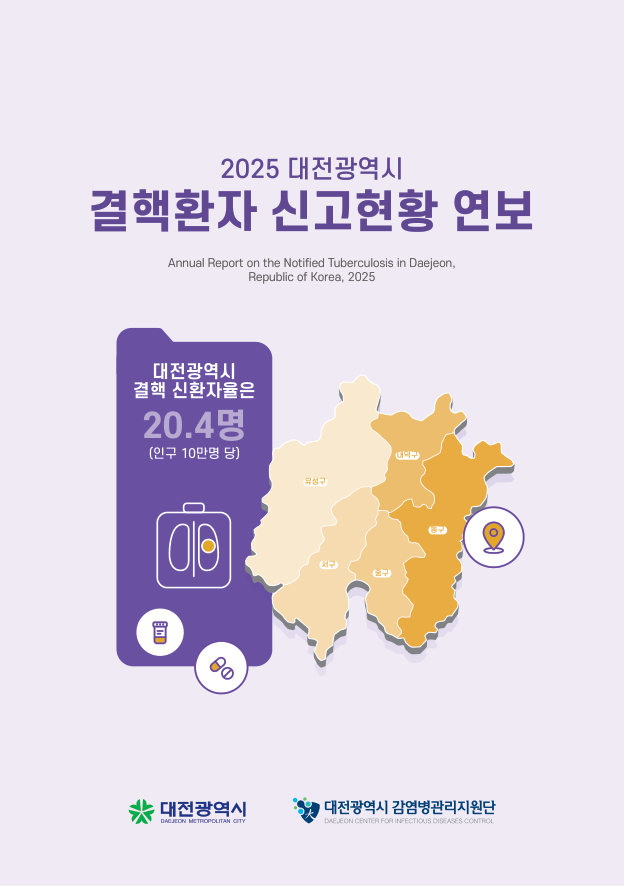 2025 대전광역시
결핵환자 신고현황 연보
Annual Report on the Notified Tuberculosis in Daejeon,
Republic of Korea, 2025
대전광역시
결핵 신환자율은
20.4명
(인구 10만명 당)
대덕구
유성구
동구
서구
중구
대전광역시
DAEJEON METROPOLITAN CITY
대전광역시 감염병관리지원단
DAEJEON CENTER FOR INFECTIOUS DISEASES CONTROL